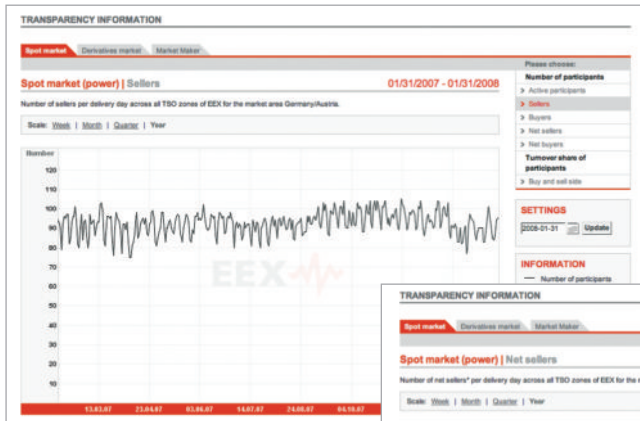 TRANSPARENCY INFORMATION
Spot market Derivatives market Market Maker
Please choose:
Spot market (power) | Sellers 01/31/2007 - 01/31/2008
Number of participants
> Active participants
Number of sellers per delivery day across all TSO zones of EEX for the market area Germany/Austria.
> Sellers
> Buyers
Scale: Week | Month | Quarter | Year
> Net sellers
> Net buyers
Turnover share of
participants
> Buy and sell side
Number
120
110
100
90
80
70
60
50
40
30
20
10
EEX
13.03.07 23.04.07 03.06.07 14.07.07 24.08.07 04.10.07
SETTINGS
2008-01-31 Update
INFORMATION
Number of participants
TRANSPARENCY INFORMATION
Spot market Derivatives market Market Maker
Spot market (power) | Net sellers
Number of net sellers* per delivery day across all TSO zones of EEX for the
Scale: Week | Month | Quarter | Year